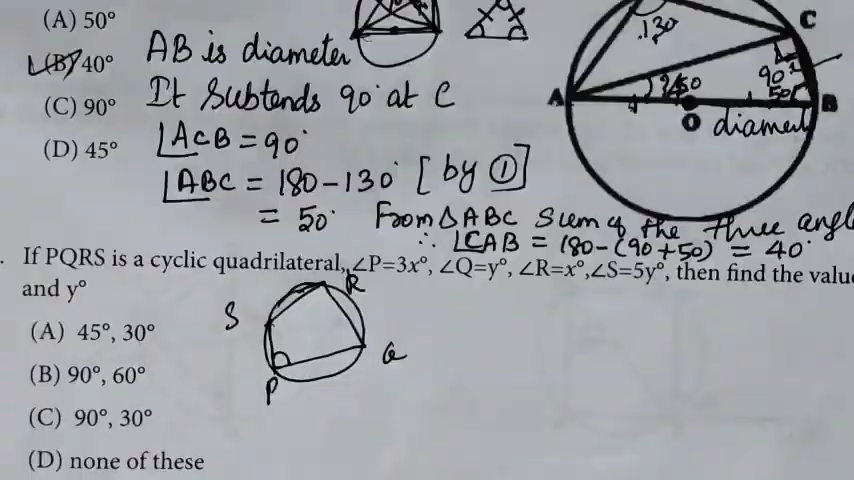 (A) 50°
(B) 40°
(C) 90°
(D) 45°
AB is diameter
It Subtends 90° at C
∠ACB = 90°
∠ABC = 180 - 130° [by ①]
= 50° From △ABC Sum of the three angle
∴ ∠CAB = 180 - (90 + 50) = 40°
130
C
90°
50
A
B
O
diamet
. If PQRS is a cyclic quadrilateral, ∠P=3x°, ∠Q=y°, ∠R=x°, ∠S=5y°, then find the value
and y°
(A) 45°, 30°
(B) 90°, 60°
(C) 90°, 30°
(D) none of these
R
S
Q
P